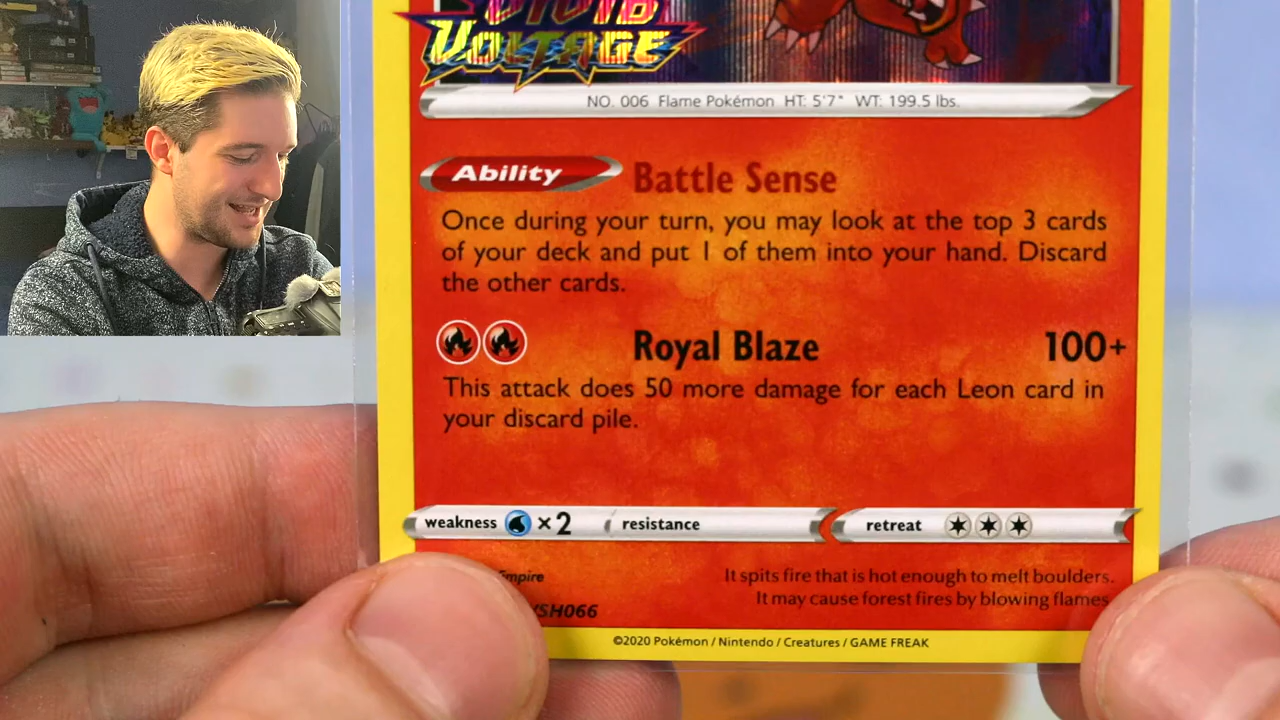 VOLTAGE
NO. 006 Flame Pokémon HT: 5'7" WT: 199.5 lbs.
Ability Battle Sense
Once during your turn, you may look at the top 3 cards
of your deck and put 1 of them into your hand. Discard
the other cards.
Royal Blaze 100+
This attack does 50 more damage for each Leon card in
your discard pile.
weakness ×2 resistance retreat
It spits fire that is hot enough to melt boulders.
It may cause forest fires by blowing flames.
SH066
©2020 Pokémon / Nintendo / Creatures / GAME FREAK